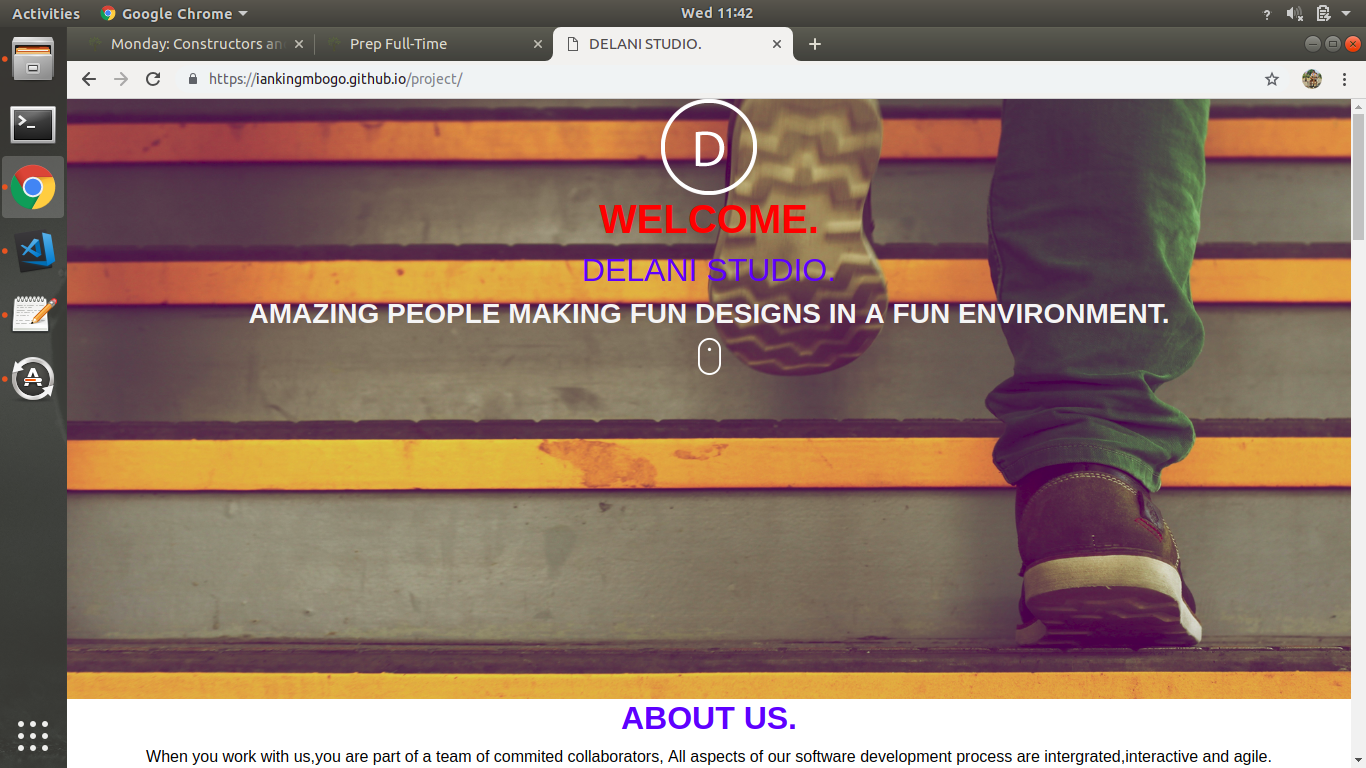 Activities
Google Chrome
Wed 11:42
?
Monday: Constructors an
Prep Full-Time
DELANI STUDIO.
https://iankingmbogo.github.io/project/
D
WELCOME.
DELANI STUDIO.
AMAZING PEOPLE MAKING FUN DESIGNS IN A FUN ENVIRONMENT.
ABOUT US.
When you work with us,you are part of a team of commited collaborators, All aspects of our software development process are intergrated,interactive and agile.